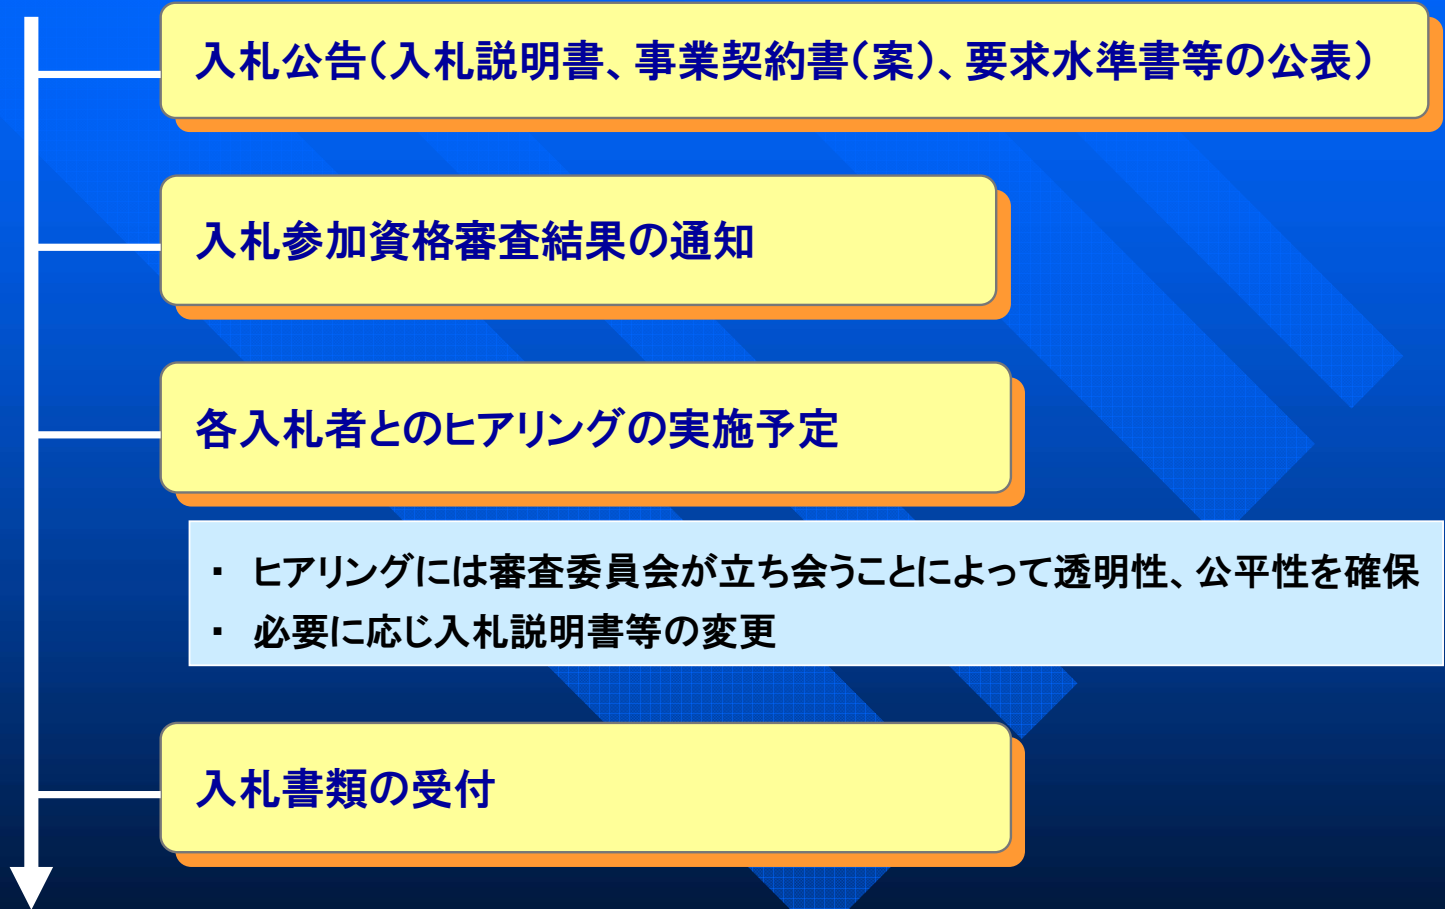 入札公告(入札説明書、事業契約書(案)、要求水準書等の公表)
入札参加資格審査結果の通知
各入札者とのヒアリングの実施予定
・ ヒアリングには審査委員会が立ち会うことによって透明性、公平性を確保
・ 必要に応じ入札説明書等の変更
入札書類の受付